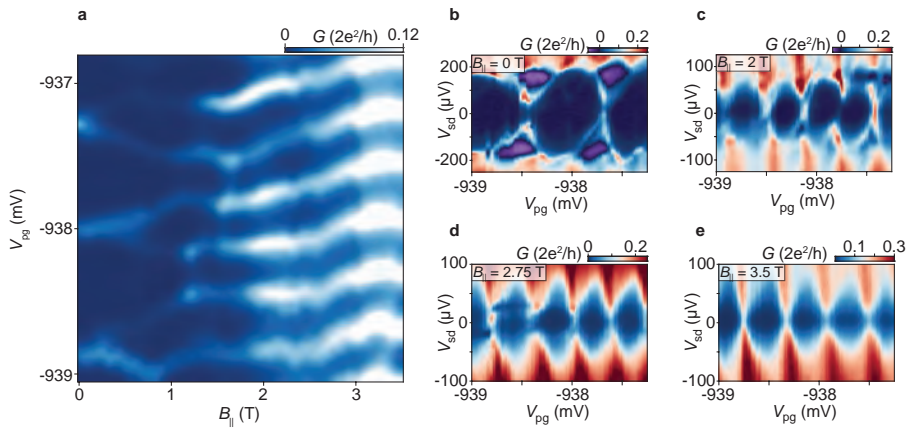 a
G (2e²/h)
0 0.12
-937
-938
-939
V_pg (mV)
0 1 2 3
B_|| (T)
b
G (2e²/h)
0 0.2
B_|| = 0 T
200
0
-200
V_sd (µV)
-939 -938
V_pg (mV)
c
G (2e²/h)
0 0.2
B_|| = 2 T
100
0
-100
V_sd (µV)
-939 -938
V_pg (mV)
d
G (2e²/h)
0 0.2
B_|| = 2.75 T
100
0
-100
V_sd (µV)
-939 -938
V_pg (mV)
e
G (2e²/h)
0.1 0.3
B_|| = 3.5 T
100
0
-100
V_sd (µV)
-939 -938
V_pg (mV)